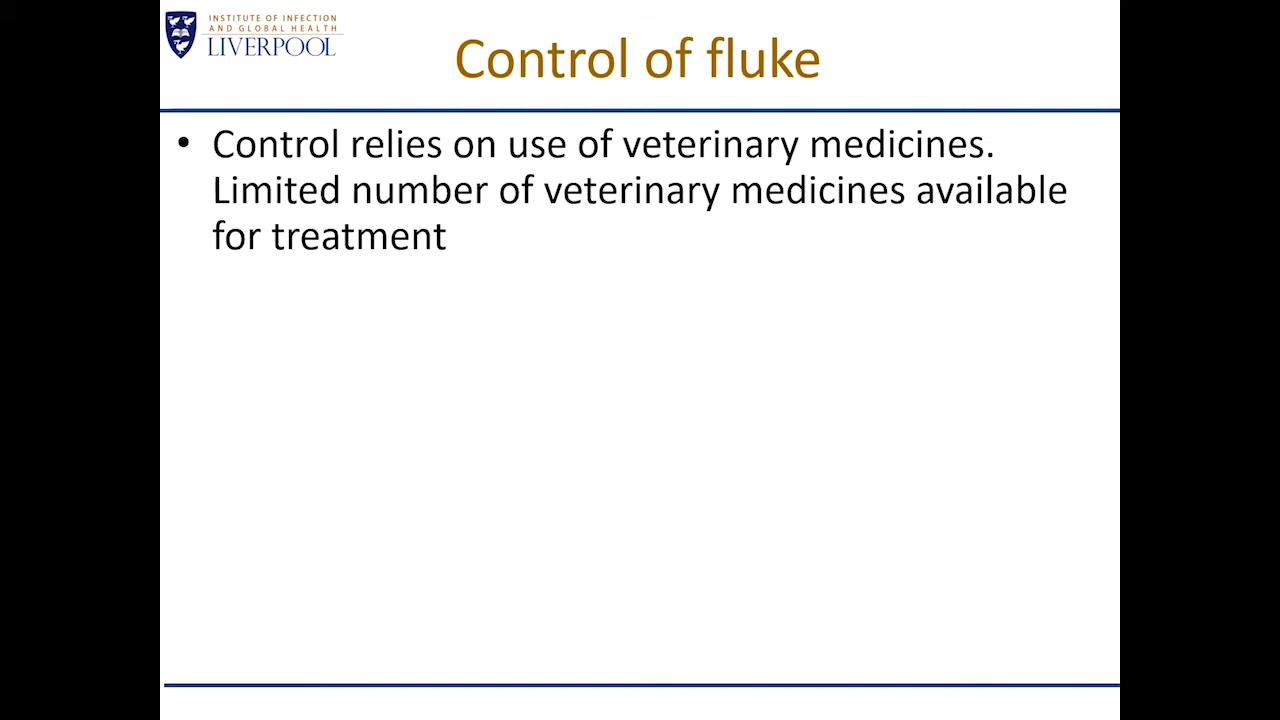 INSTITUTE OF INFECTION
AND GLOBAL HEALTH
LIVERPOOL
Control of fluke
• Control relies on use of veterinary medicines.
Limited number of veterinary medicines available
for treatment